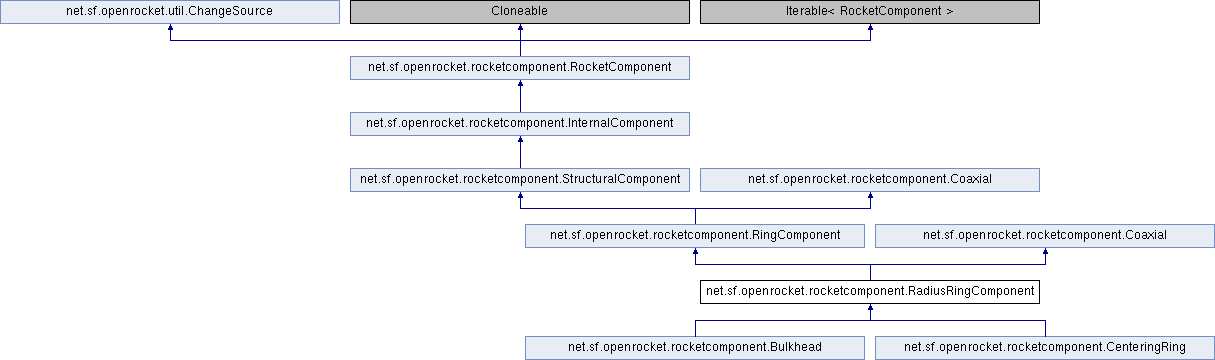 net.sf.openrocket.util.ChangeSource
Cloneable
Iterable< RocketComponent >
net.sf.openrocket.rocketcomponent.RocketComponent
net.sf.openrocket.rocketcomponent.InternalComponent
net.sf.openrocket.rocketcomponent.StructuralComponent
net.sf.openrocket.rocketcomponent.Coaxial
net.sf.openrocket.rocketcomponent.RingComponent
net.sf.openrocket.rocketcomponent.Coaxial
net.sf.openrocket.rocketcomponent.RadiusRingComponent
net.sf.openrocket.rocketcomponent.Bulkhead
net.sf.openrocket.rocketcomponent.CenteringRing